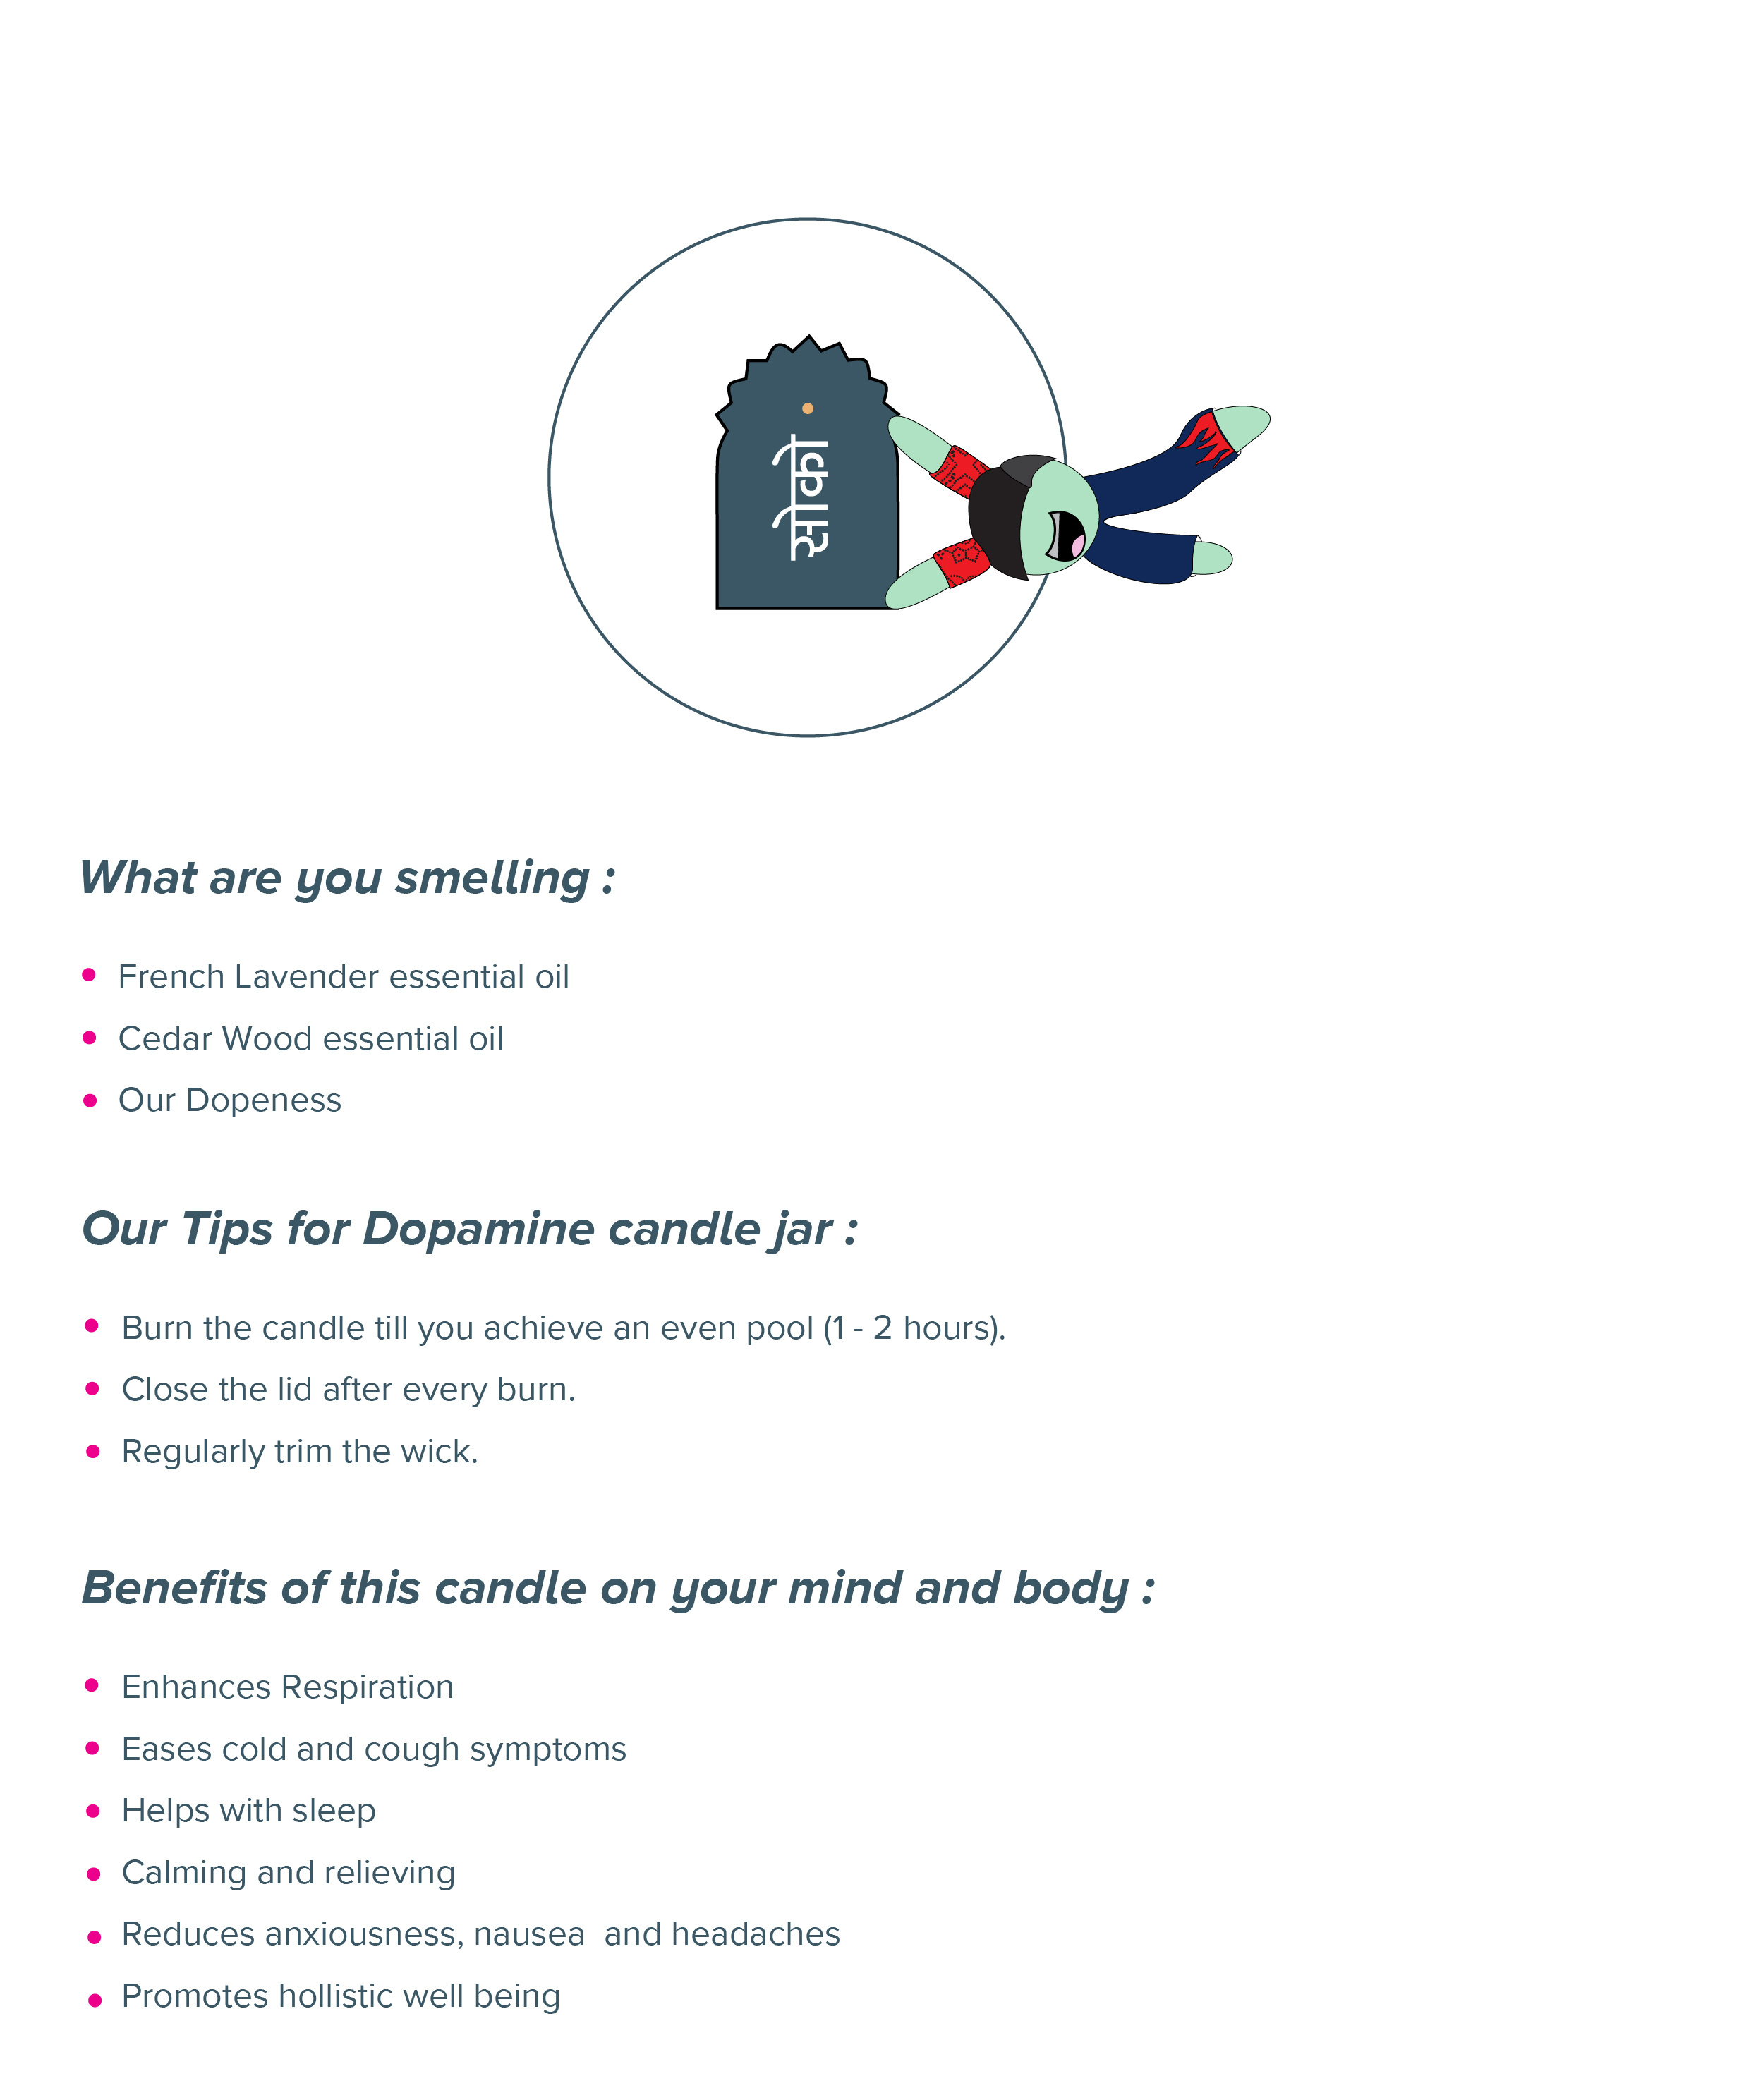 सोको
What are you smelling :
French Lavender essential oil
Cedar Wood essential oil
Our Dopeness
Our Tips for Dopamine candle jar :
Burn the candle till you achieve an even pool (1 - 2 hours).
Close the lid after every burn.
Regularly trim the wick.
Benefits of this candle on your mind and body :
Enhances Respiration
Eases cold and cough symptoms
Helps with sleep
Calming and relieving
Reduces anxiousness, nausea  and headaches
Promotes hollistic well being